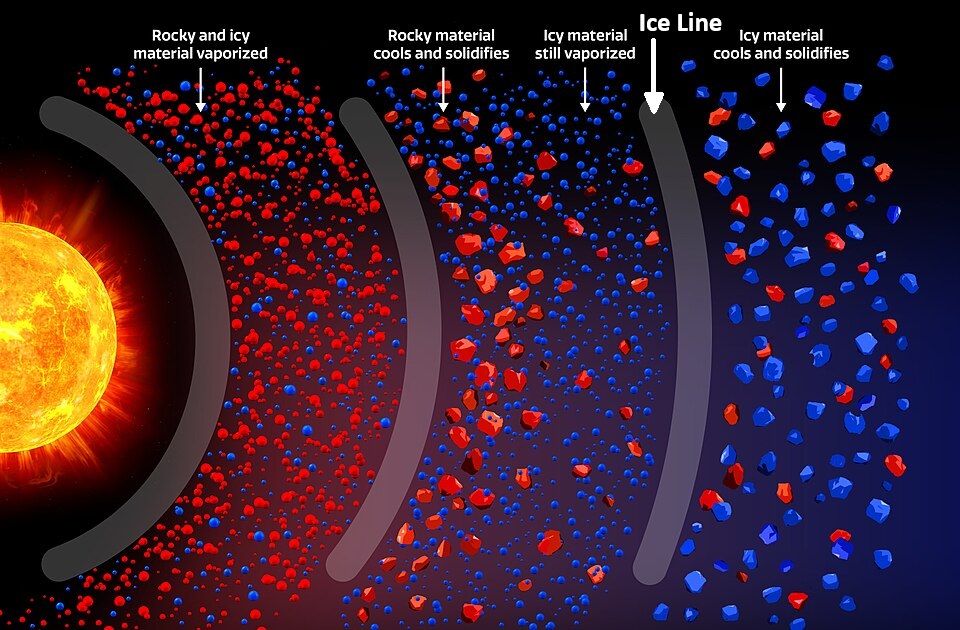 Rocky and icy
material vaporized
Rocky material
cools and solidifies
Icy material
still vaporized
Ice Line
Icy material
cools and solidifies